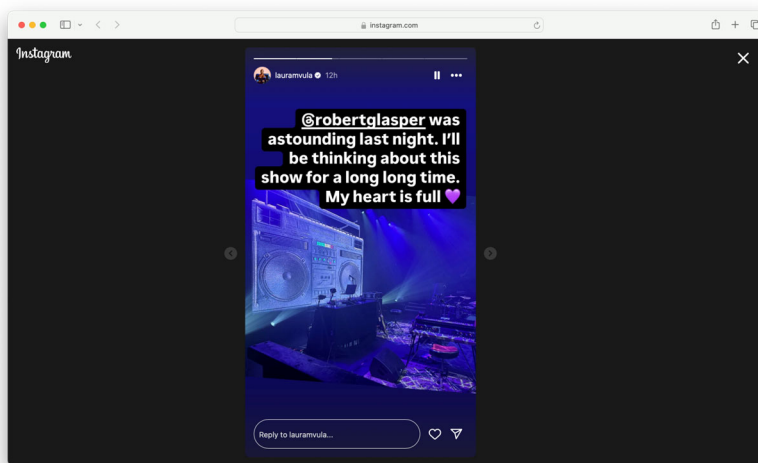 instagram.com
Instagram
lauramvula 12h
@robertglasper was
astounding last night. I'll
be thinking about this
show for a long long time.
My heart is full 💜
Reply to lauramvula...